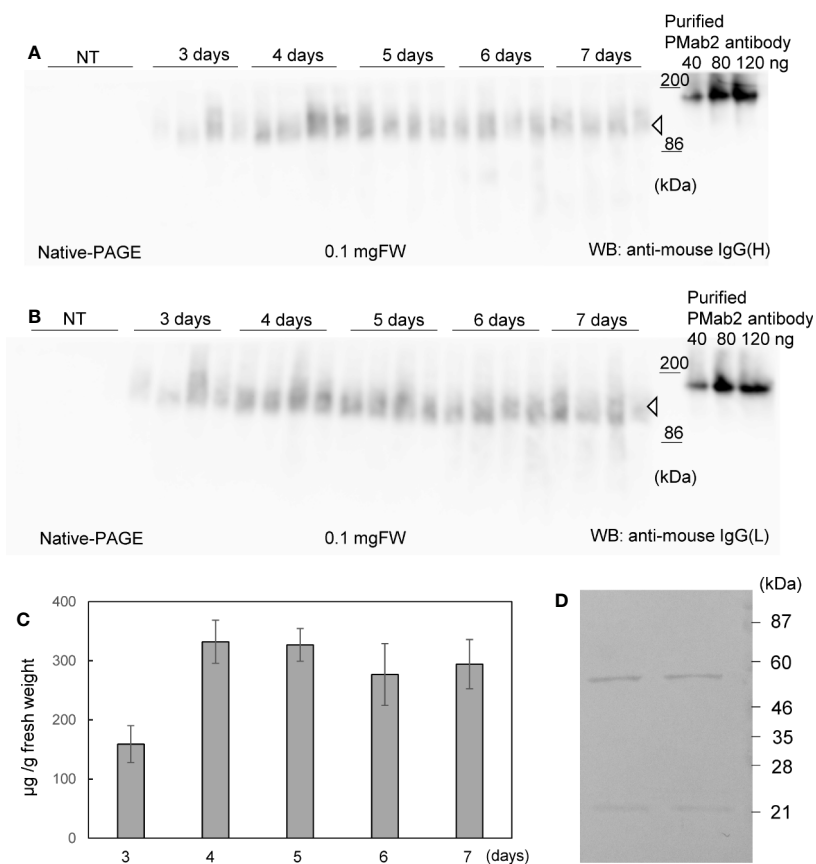 A
NT
3 days
4 days
5 days
6 days
7 days
Purified
PMab2 antibody
40 80 120 ng
200
86
(kDa)
Native-PAGE
0.1 mgFW
WB: anti-mouse IgG(H)
B
NT
3 days
4 days
5 days
6 days
7 days
Purified
PMab2 antibody
40 80 120 ng
200
86
(kDa)
Native-PAGE
0.1 mgFW
WB: anti-mouse IgG(L)
C
400
300
200
100
0
µg /g fresh weight
3 4 5 6 7 (days)
D
(kDa)
87
60
46
35
28
21